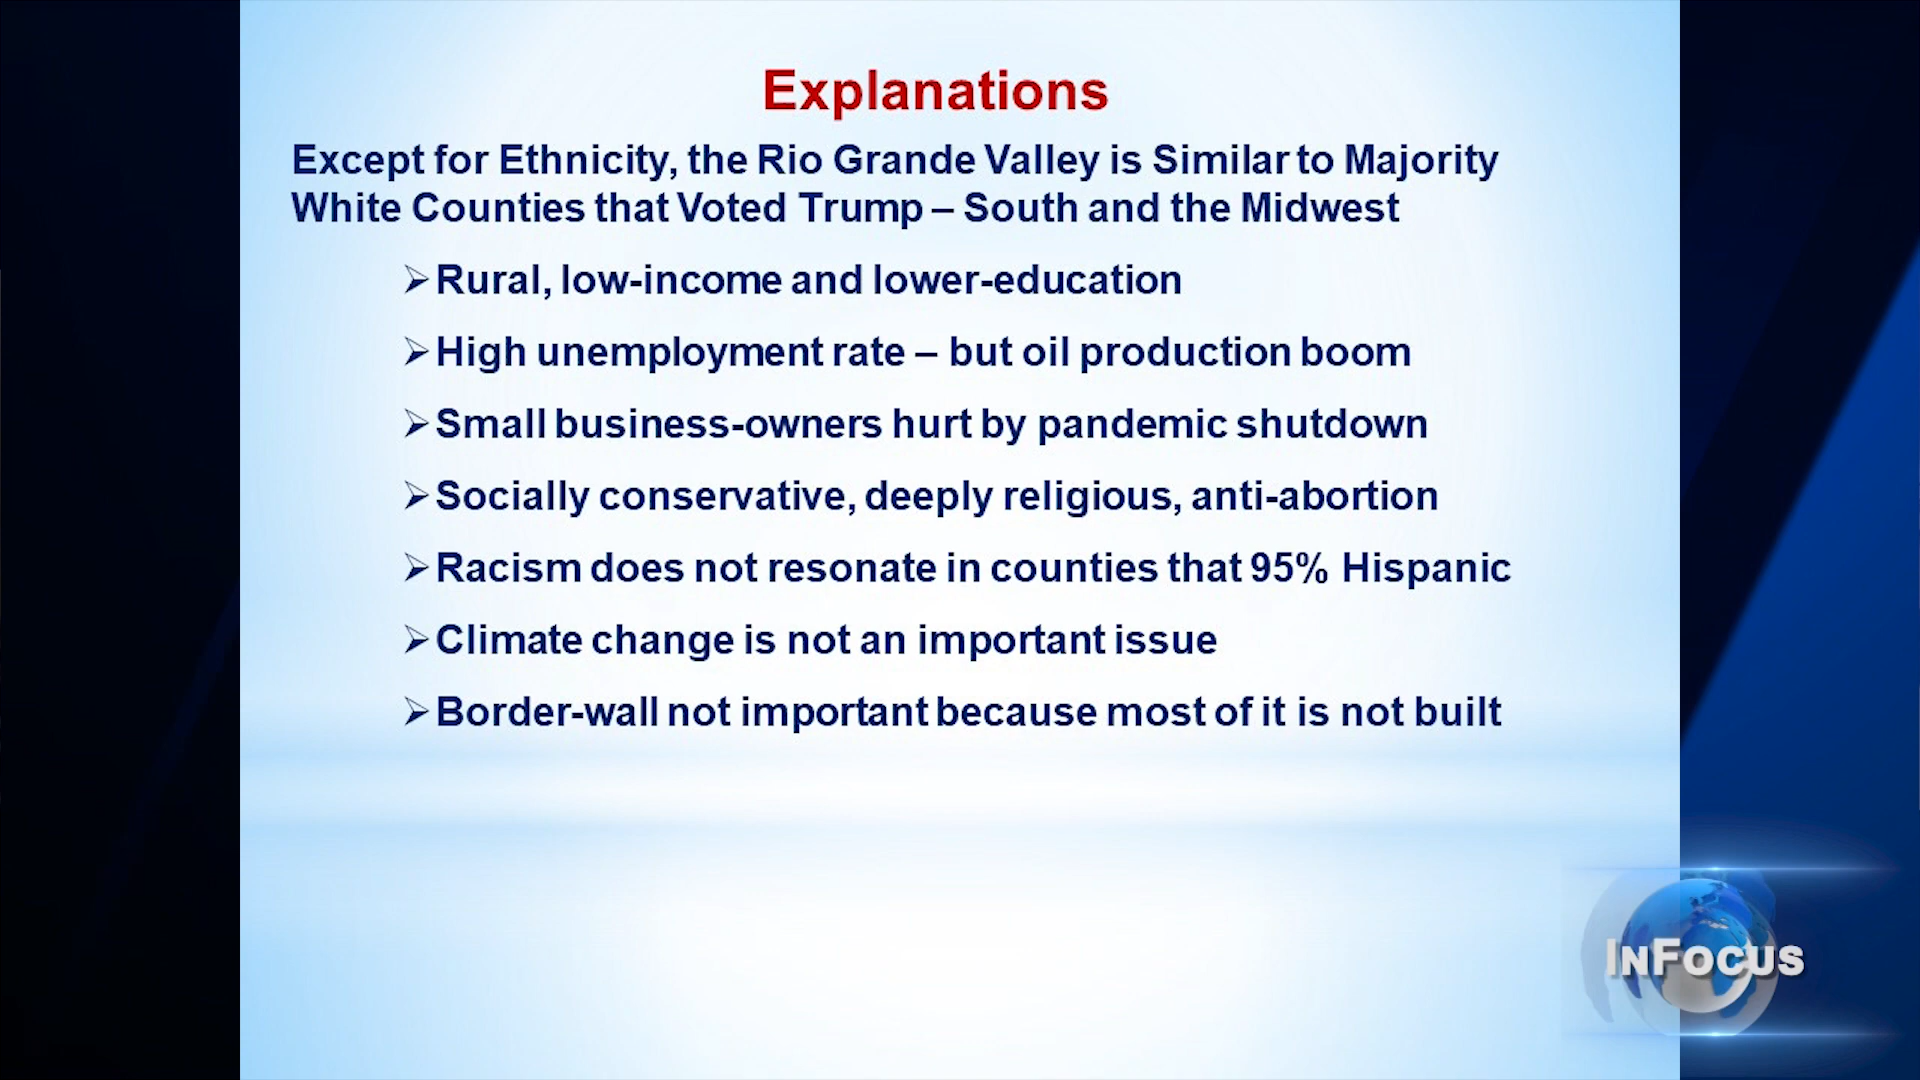 Explanations
Except for Ethnicity, the Rio Grande Valley is Similar to Majority
White Counties that Voted Trump – South and the Midwest
➢Rural, low-income and lower-education
➢High unemployment rate – but oil production boom
➢Small business-owners hurt by pandemic shutdown
➢Socially conservative, deeply religious, anti-abortion
➢Racism does not resonate in counties that 95% Hispanic
➢Climate change is not an important issue
➢Border-wall not important because most of it is not built
INFOCUS